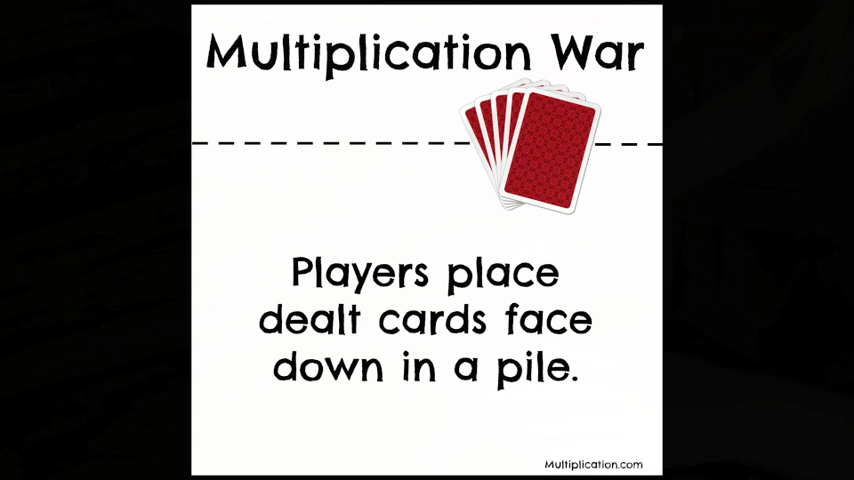 Multiplication War
Players place
dealt cards face
down in a pile.
Multiplication.com